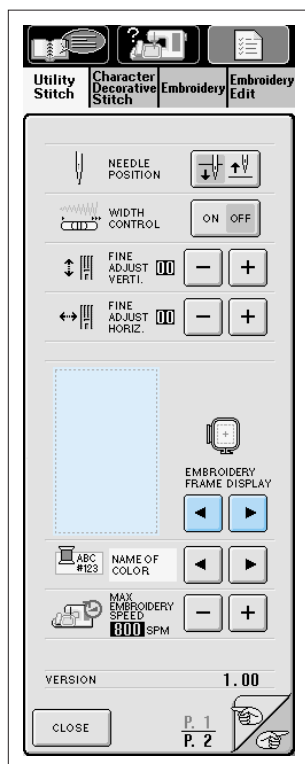 Utility Stitch
Character Decorative Stitch
Embroidery
Embroidery Edit
NEEDLE
POSITION
WIDTH
CONTROL
ON OFF
FINE
ADJUST 00 − +
VERTI.
FINE
ADJUST 00 − +
HORIZ.
EMBROIDERY
FRAME DISPLAY
ABC
#123
NAME OF
COLOR
MAX
EMBROIDERY
SPEED
800 SPM
− +
VERSION 1.00
CLOSE
P. 1
P. 2